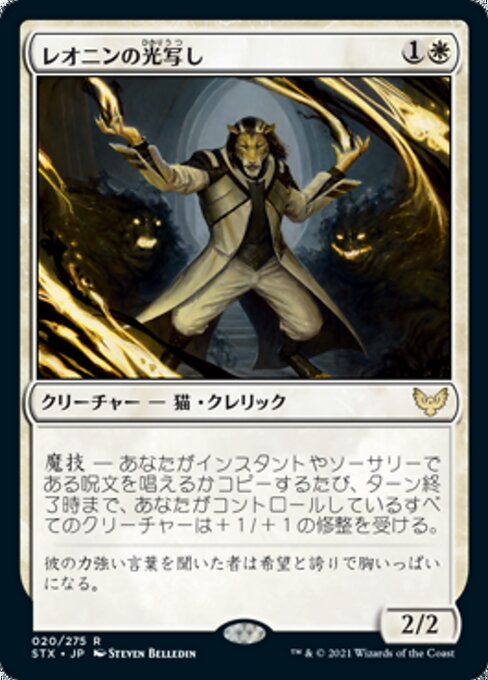 レオニンの光写し 1
ひかりうつ
クリーチャー — 猫・クレリック
魔技 — あなたがインスタントやソーサリーで
ある呪文を唱えるかコピーするたび、ターン終
了時まで、あなたがコントロールしているすべ
てのクリーチャーは＋1/＋1の修整を受ける。
彼の力強い言葉を聞いた者は希望と誇りで胸いっぱい
になる。
2/2
020/275 R
STX • JP Steven Belledin
™ & © 2021 Wizards of the Coast